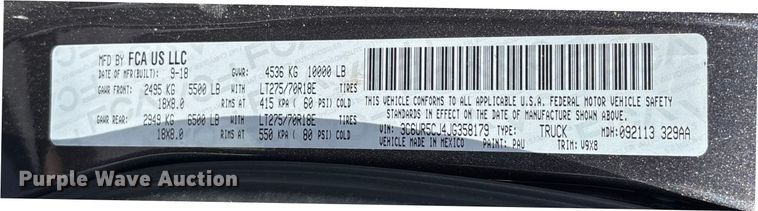 MFD BY FCA US LLC
DATE OF MFR(BUILT): 9-18 GVWR: 4536 KG 10000 LB
GAWR FRONT: 2495 KG 5500 LB WITH LT275/70R18E TIRES
18X8.0 RIMS AT 415 KPA ( 60 PSI) COLD
GAWR REAR: 2949 KG 6500 LB WITH LT275/70R18E TIRES
18X8.0 RIMS AT 550 KPA ( 80 PSI) COLD
THIS VEHICLE CONFORMS TO ALL APPLICABLE U.S.A. FEDERAL MOTOR VEHICLE SAFETY
STANDARDS IN EFFECT ON THE DATE OF MANUFACTURE SHOWN ABOVE
VIN: 3C6UR5CJ4JG358179 TYPE: TRUCK MDH: 092113 329AA
VEHICLE MADE IN MEXICO PAINT: PAU TRIM: V9X8
Purple Wave Auction